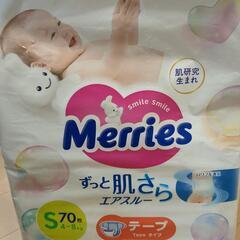 肌研究
生まれ
smile smile
Merries
ずっと肌さら
エアスルー
S 70枚
4-8kg
テープ
Tape タイプ